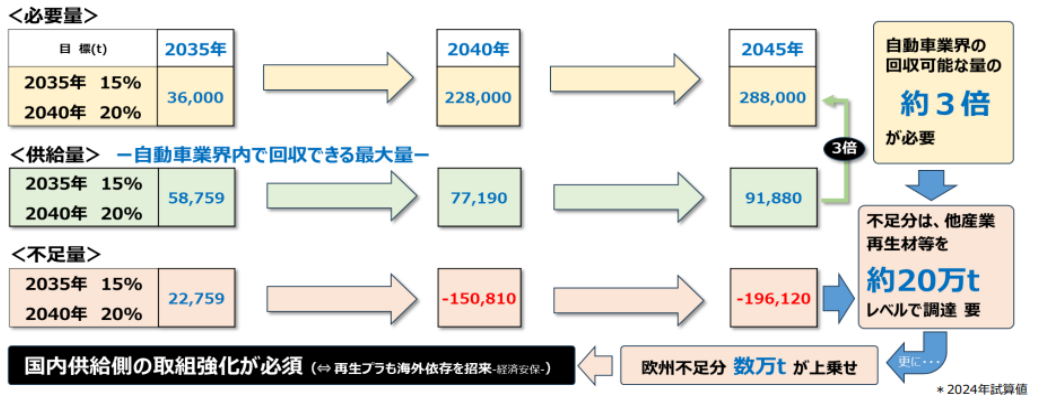 ＜必要量＞
目 標(t) 2035年 2040年 2045年
2035年 15%
2040年 20%
36,000 228,000 288,000
自動車業界の
回収可能な量の
約３倍
が必要
＜供給量＞ ー自動車業界内で回収できる最大量ー
2035年 15%
2040年 20%
58,759 77,190 91,880
3倍
＜不足量＞
2035年 15%
2040年 20%
22,759 -150,810 -196,120
不足分は、他産業
再生材等を
約20万t
レベルで調達 要
更に・・・
欧州不足分 数万t が上乗せ
国内供給側の取組強化が必須（⇔ 再生プラも海外依存を招来-経済安保-）
＊2024年試算値